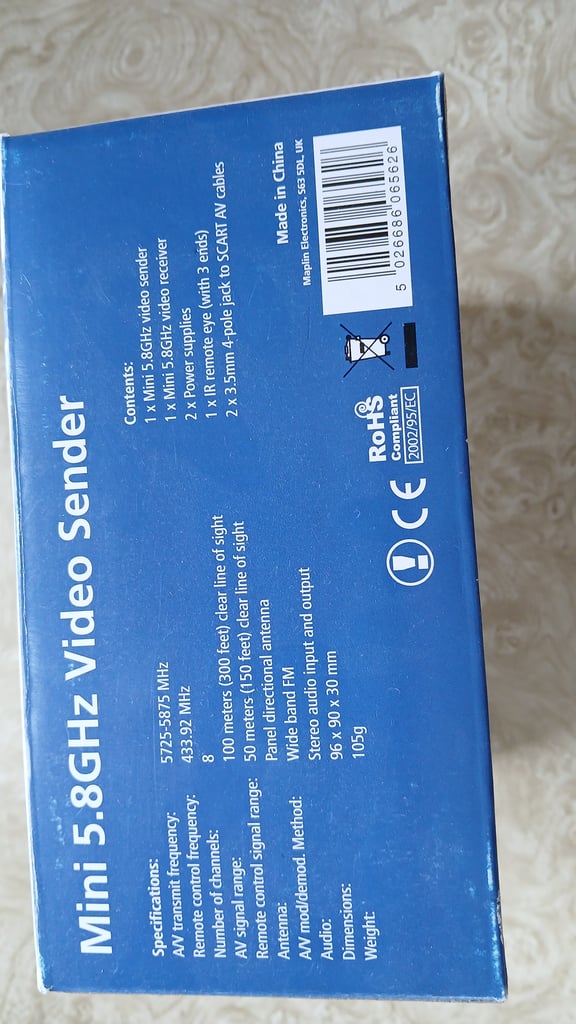 Mini 5.8GHz Video Sender
Specifications:
A/V transmit frequency: 5725-5875 MHz
Remote control frequency: 433.92 MHz
Number of channels: 8
AV signal range: 100 meters (300 feet) clear line of sight
Remote control signal range: 50 meters (150 feet) clear line of sight
Antenna: Panel directional antenna
A/V mod/demod. Method: Wide band FM
Audio: Stereo audio input and output
Dimensions: 96 x 90 x 30 mm
Weight: 105g
Contents:
1 x Mini 5.8GHz video sender
1 x Mini 5.8GHz video receiver
2 x Power supplies
1 x IR remote eye (with 3 ends)
2 x 3.5mm 4-pole jack to SCART AV cables
Made in China
Maplin Electronics, S63 5DL, UK
5 026686 065626
RoHS
Compliant
2002/95/EC
CE